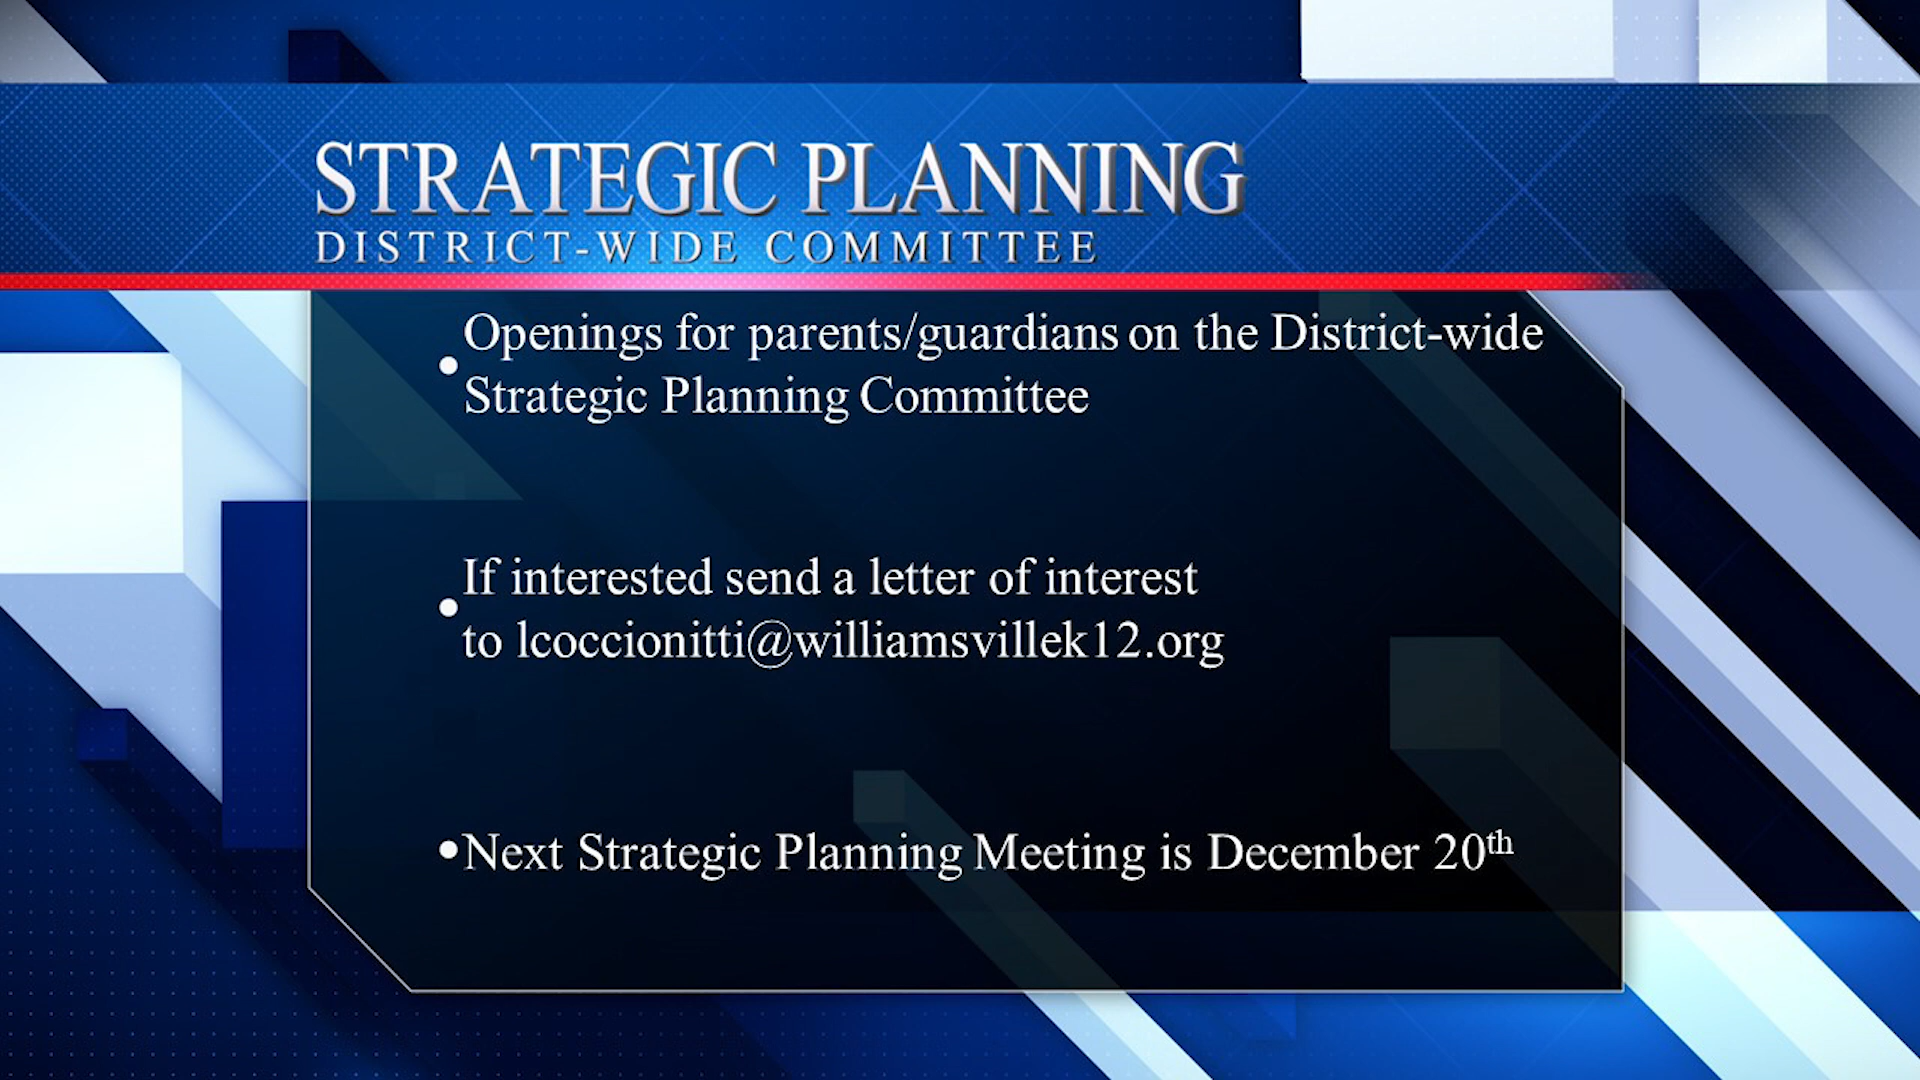 STRATEGIC PLANNING
DISTRICT-WIDE COMMITTEE
• Openings for parents/guardians on the District-wide
Strategic Planning Committee
• If interested send a letter of interest
to lcoccionitti@williamsvillek12.org
• Next Strategic Planning Meeting is December 20th